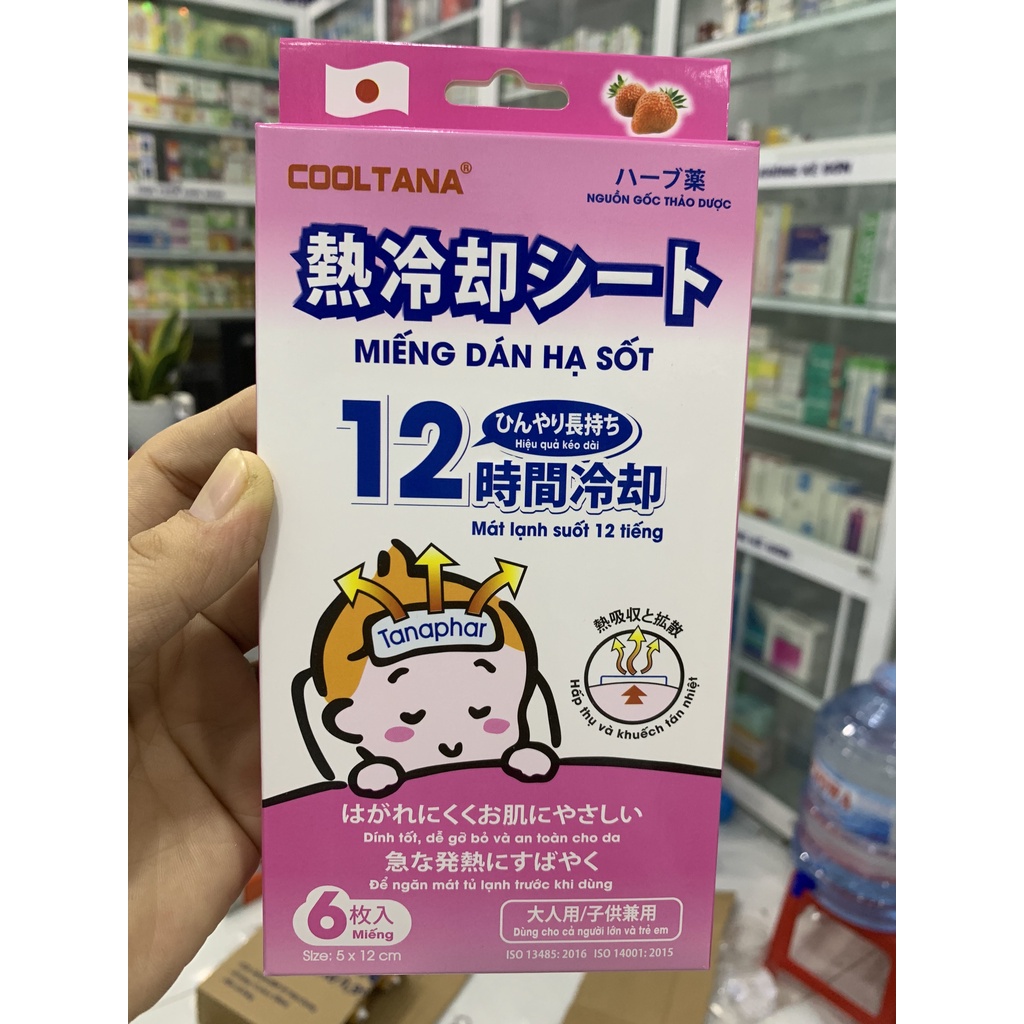 COOLTANA®
ハーブ薬
NGUỒN GỐC THẢO DƯỢC
熱冷却シート
MIẾNG DÁN HẠ SỐT
12
ひんやり長持ち
Hiệu quả kéo dài
時間冷却
Mát lạnh suốt 12 tiếng
Tanaphar
熱吸収と拡散
Hấp thụ và khuếch tán nhiệt
はがれにくくお肌にやさしい
Dính tốt, dễ gỡ bỏ và an toàn cho da
急な発熱にすばやく
Để ngăn mát tủ lạnh trước khi dùng
6枚入
Miếng
Size: 5 x 12 cm
大人用/子供兼用
Dùng cho cả người lớn và trẻ em
ISO 13485: 2016 ISO 14001: 2015